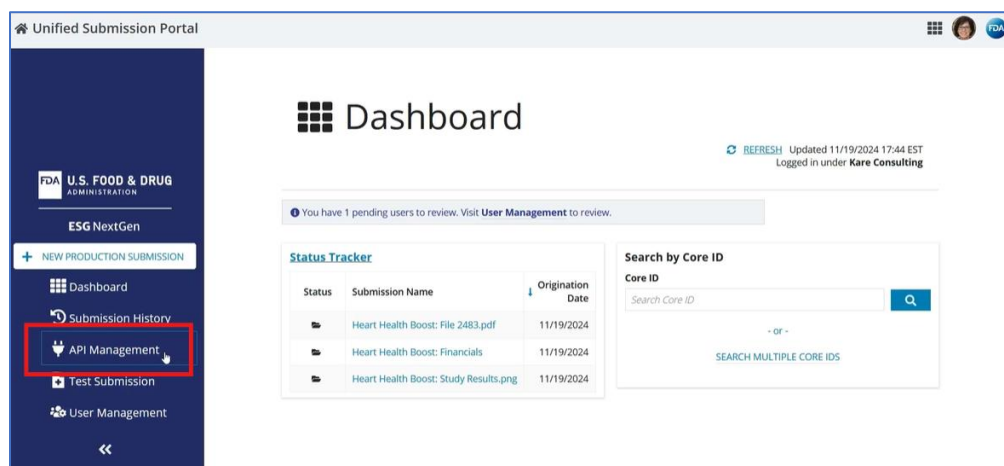 Unified Submission Portal
FDA
Dashboard
REFRESH Updated 11/19/2024 17:44 EST
Logged in under Kare Consulting
FDA U.S. FOOD & DRUG
ADMINISTRATION
ESG NextGen
+ NEW PRODUCTION SUBMISSION
Dashboard
Submission History
API Management
Test Submission
User Management
You have 1 pending users to review. Visit User Management to review.
Status Tracker
Status Submission Name ↓ Origination
Date
Heart Health Boost: File 2483.pdf 11/19/2024
Heart Health Boost: Financials 11/19/2024
Heart Health Boost: Study Results.png 11/19/2024
Search by Core ID
Core ID
Search Core ID
- or -
SEARCH MULTIPLE CORE IDS